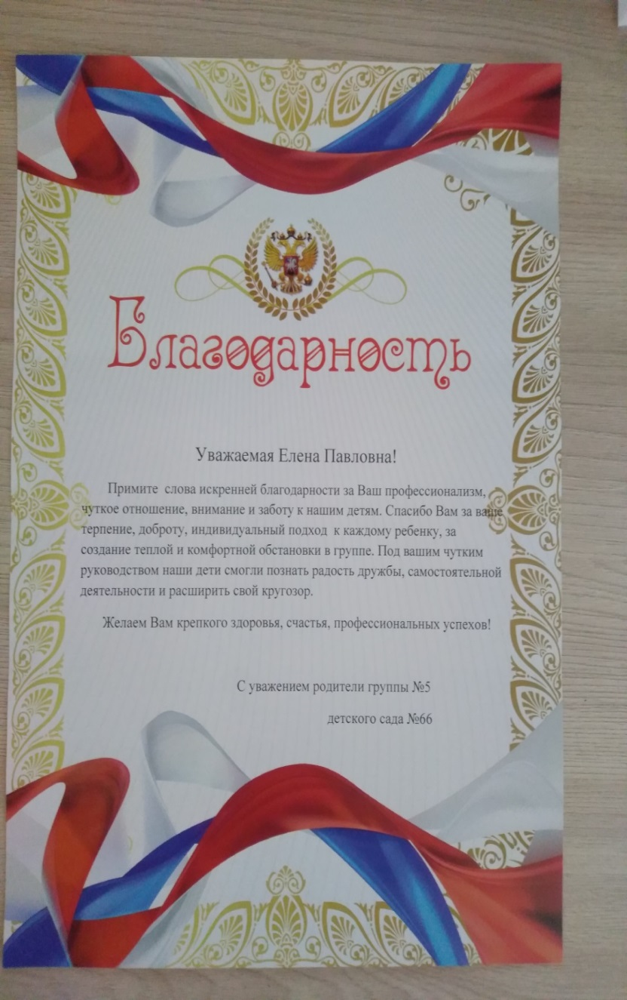 Благодарность
Уважаемая Елена Павловна!
Примите слова искренней благодарности за Ваш профессионализм,
чуткое отношение, внимание и заботу к нашим детям. Спасибо Вам за ваше
терпение, доброту, индивидуальный подход к каждому ребенку, за
создание теплой и комфортной обстановки в группе. Под вашим чутким
руководством наши дети смогли познать радость дружбы, самостоятельной
деятельности и расширить свой кругозор.
Желаем Вам крепкого здоровья, счастья, профессиональных успехов!
С уважением родители группы №5
детского сада №66